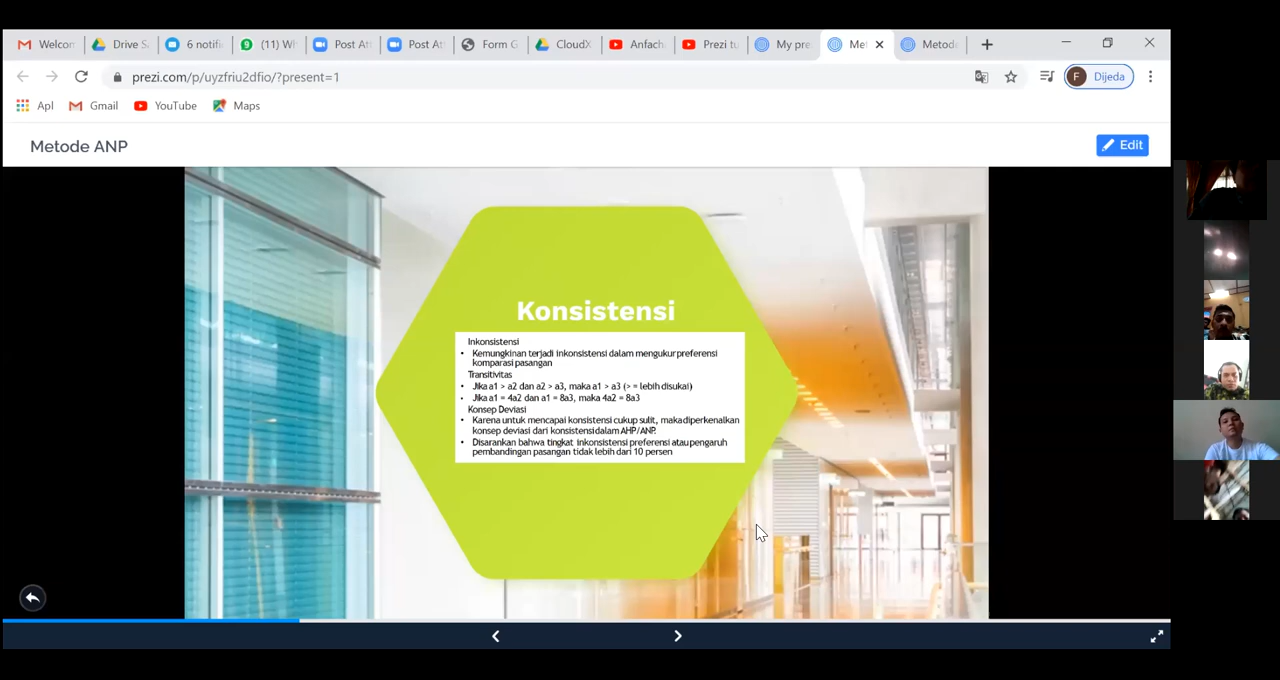 Welcon
Drive S
6 notifi
(11) Wh
Post At
Post At
Form G
CloudX
Anfach
Prezi tu
My pre
Met
Metode
prezi.com/p/uyzfriu2dfio/?present=1
F
Dijeda
Apl
Gmail
YouTube
Maps
Metode ANP
Edit
Konsistensi
Inkonsistensi
• Kemungkinan terjadi inkonsistensi dalam mengukur preferensi
komparasi pasangan
Transitivitas
• Jika a1 > a2 dan a2 > a3, maka a1 > a3 (> = lebih disukai)
• Jika a1 = 4a2 dan a1 = 8a3, maka 4a2 = 8a3
Konsep Deviasi
• Karena untuk mencapai konsistensi cukup sulit, maka diperkenalkan
konsep deviasi dari konsistensi dalam AHP/ANP.
• Disarankan bahwa tingkat inkonsistensi preferensi atau pengaruh
pembandingan pasangan tidak lebih dari 10 persen